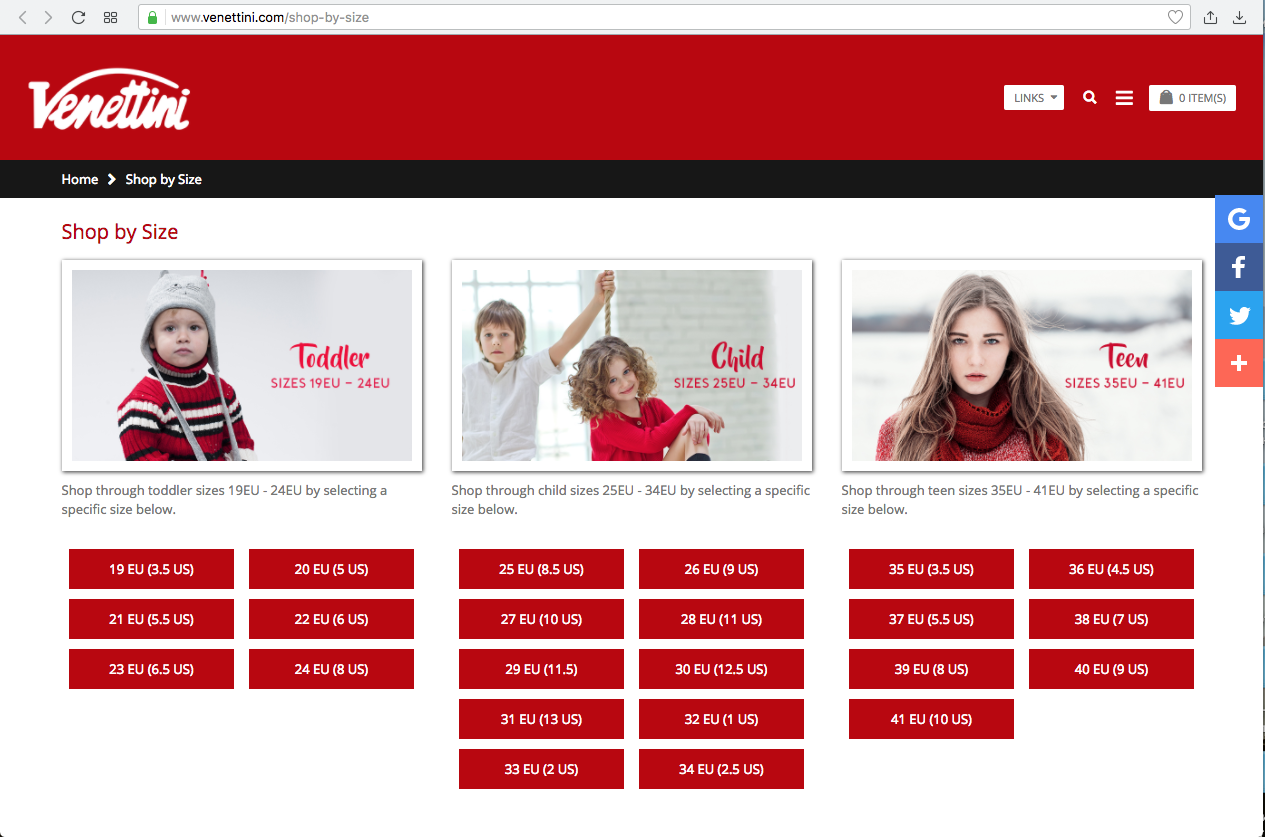 www.venettini.com/shop-by-size
Venettini
LINKS
0 ITEM(S)
Home
Shop by Size
Shop by Size
Toddler
SIZES 19EU – 24EU
Child
SIZES 25EU – 34EU
Teen
SIZES 35EU – 41EU
Shop through toddler sizes 19EU - 24EU by selecting a
specific size below.
Shop through child sizes 25EU - 34EU by selecting a specific
size below.
Shop through teen sizes 35EU - 41EU by selecting a specific
size below.
19 EU (3.5 US)
20 EU (5 US)
21 EU (5.5 US)
22 EU (6 US)
23 EU (6.5 US)
24 EU (8 US)
25 EU (8.5 US)
26 EU (9 US)
27 EU (10 US)
28 EU (11 US)
29 EU (11.5)
30 EU (12.5 US)
31 EU (13 US)
32 EU (1 US)
33 EU (2 US)
34 EU (2.5 US)
35 EU (3.5 US)
36 EU (4.5 US)
37 EU (5.5 US)
38 EU (7 US)
39 EU (8 US)
40 EU (9 US)
41 EU (10 US)